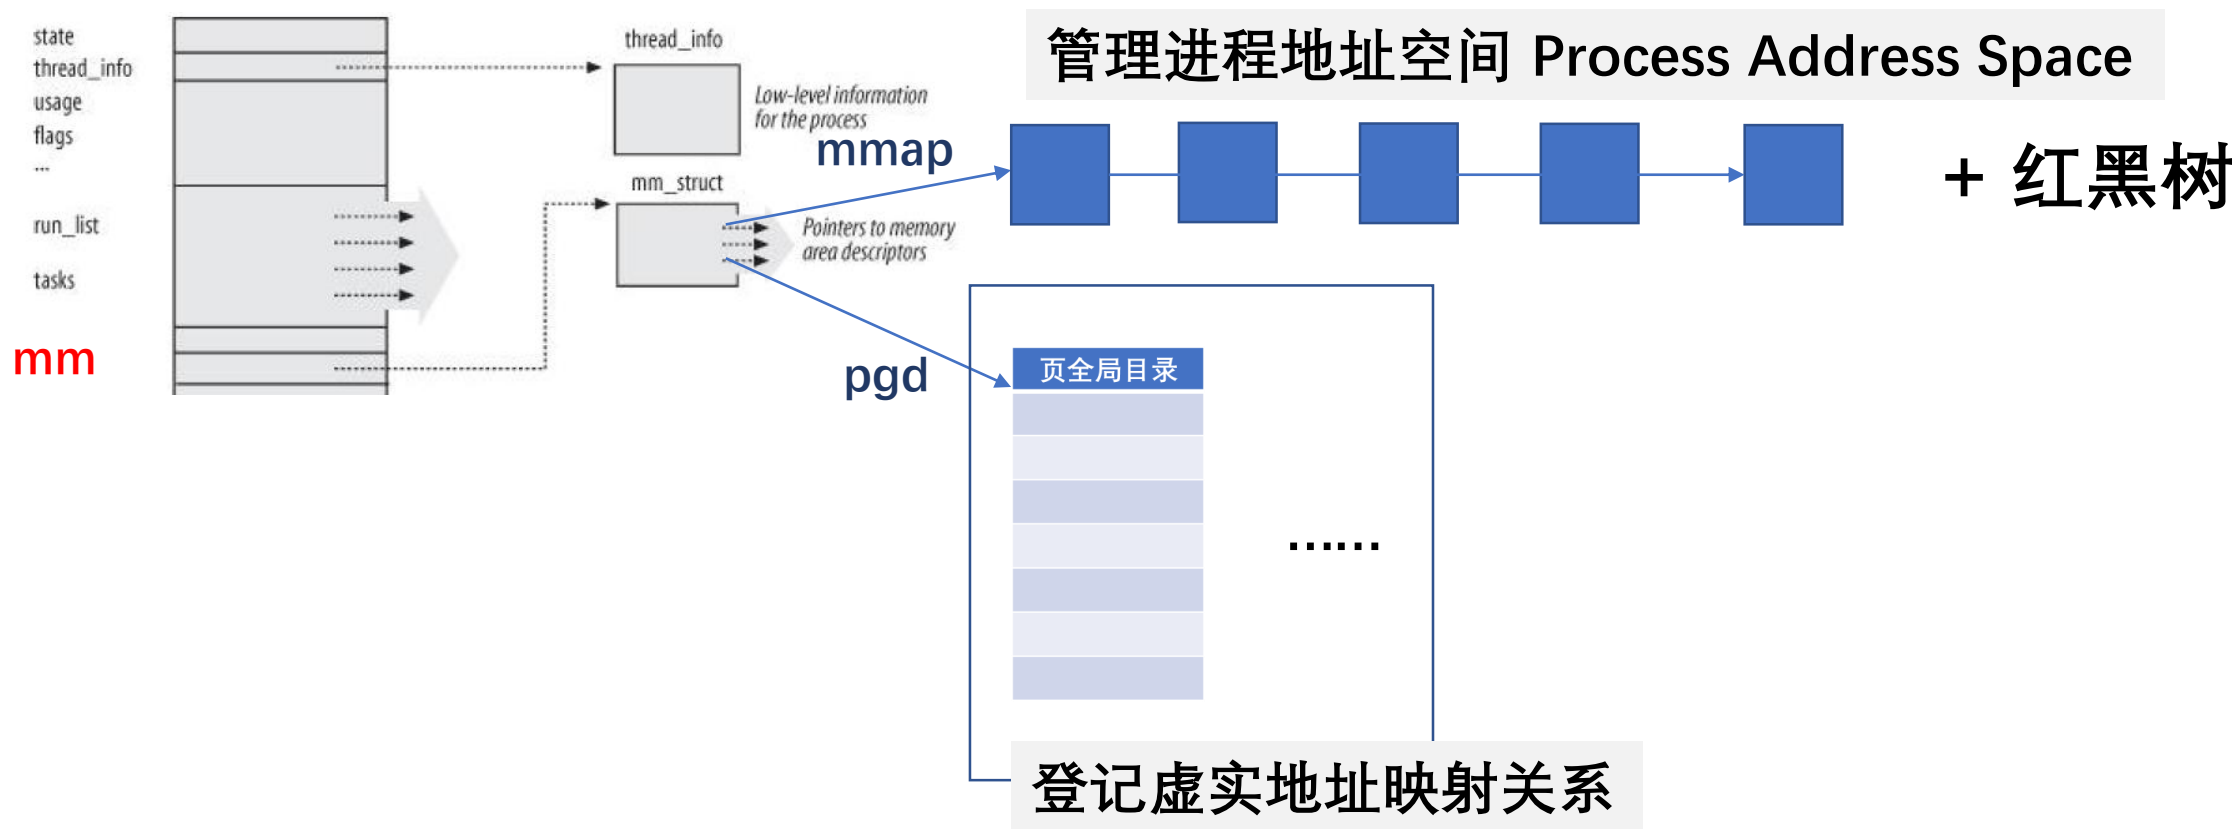 state
thread_info
usage
flags
...
run_list
tasks
mm
thread_info
Low-level information
for the process
mm_struct
Pointers to memory
area descriptors
管理进程地址空间 Process Address Space
mmap
+ 红黑树
pgd
页全局目录
......
登记虚实地址映射关系